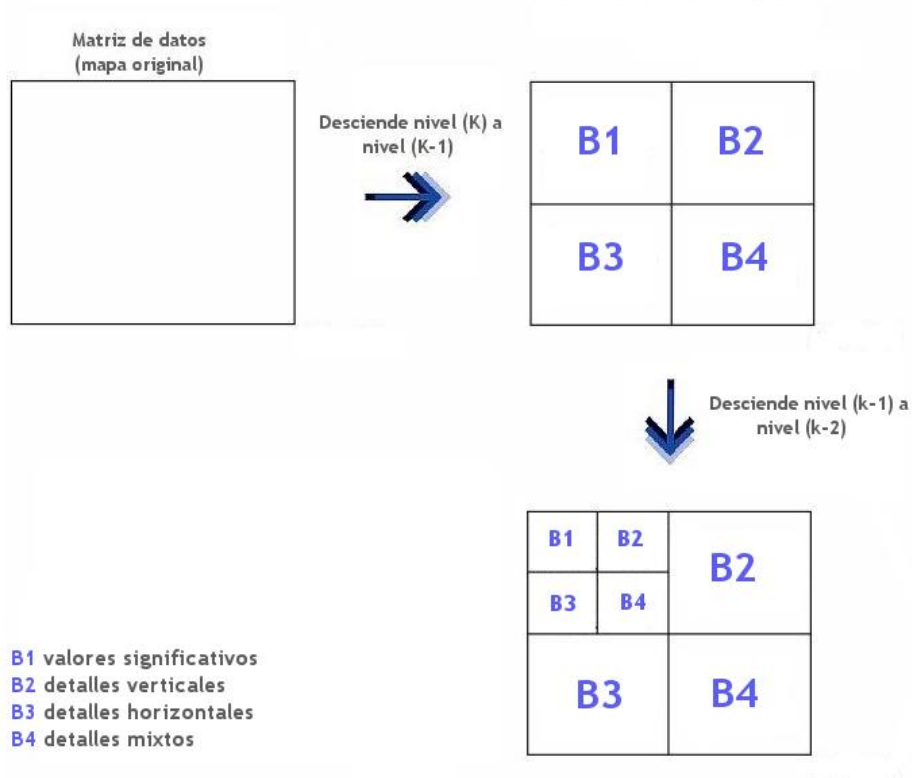 Matriz de datos
(mapa original)
Desciende nivel (K) a
nivel (K-1)
B1 B2
B3 B4
Desciende nivel (k-1) a
nivel (k-2)
B1 B2
B3 B4
B2
B3 B4
B1 valores significativos
B2 detalles verticales
B3 detalles horizontales
B4 detalles mixtos